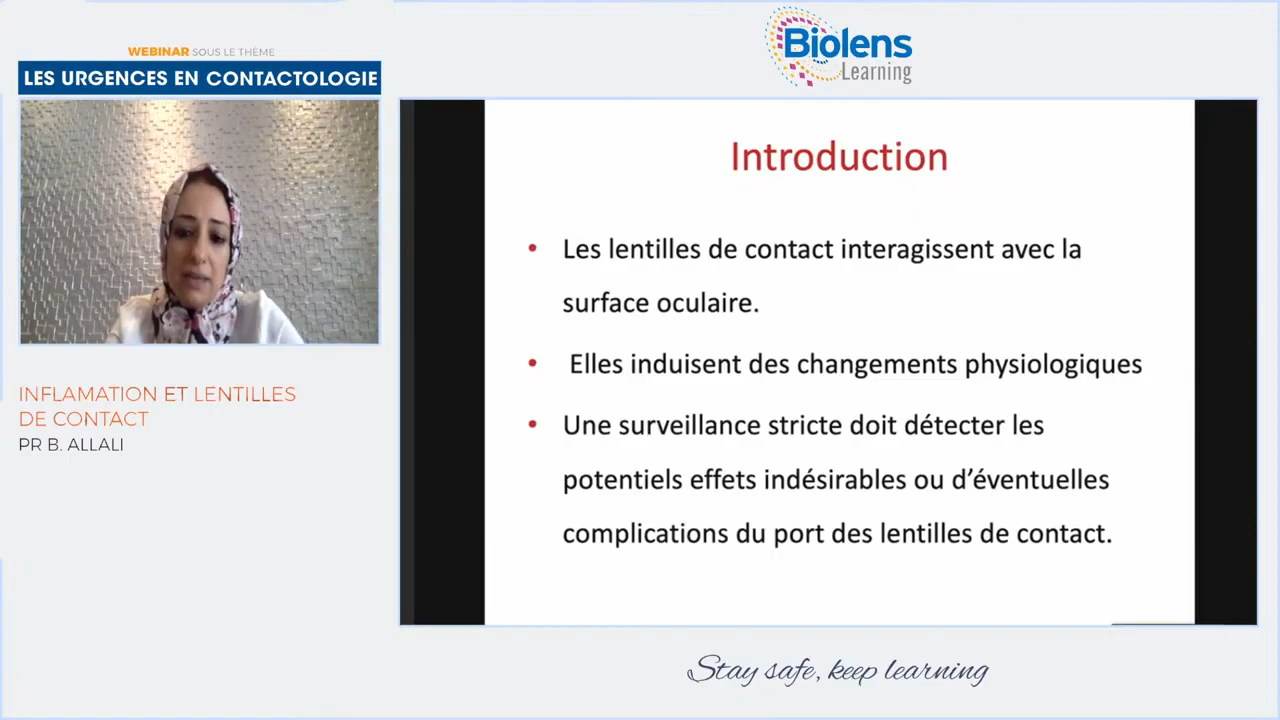 WEBINAR SOUS LE THÈME
LES URGENCES EN CONTACTOLOGIE
INFLAMATION ET LENTILLES
DE CONTACT
PR B. ALLALI
Biolens
Learning
Introduction
• Les lentilles de contact interagissent avec la
surface oculaire.
• Elles induisent des changements physiologiques
• Une surveillance stricte doit détecter les
potentiels effets indésirables ou d’éventuelles
complications du port des lentilles de contact.
Stay safe, keep learning